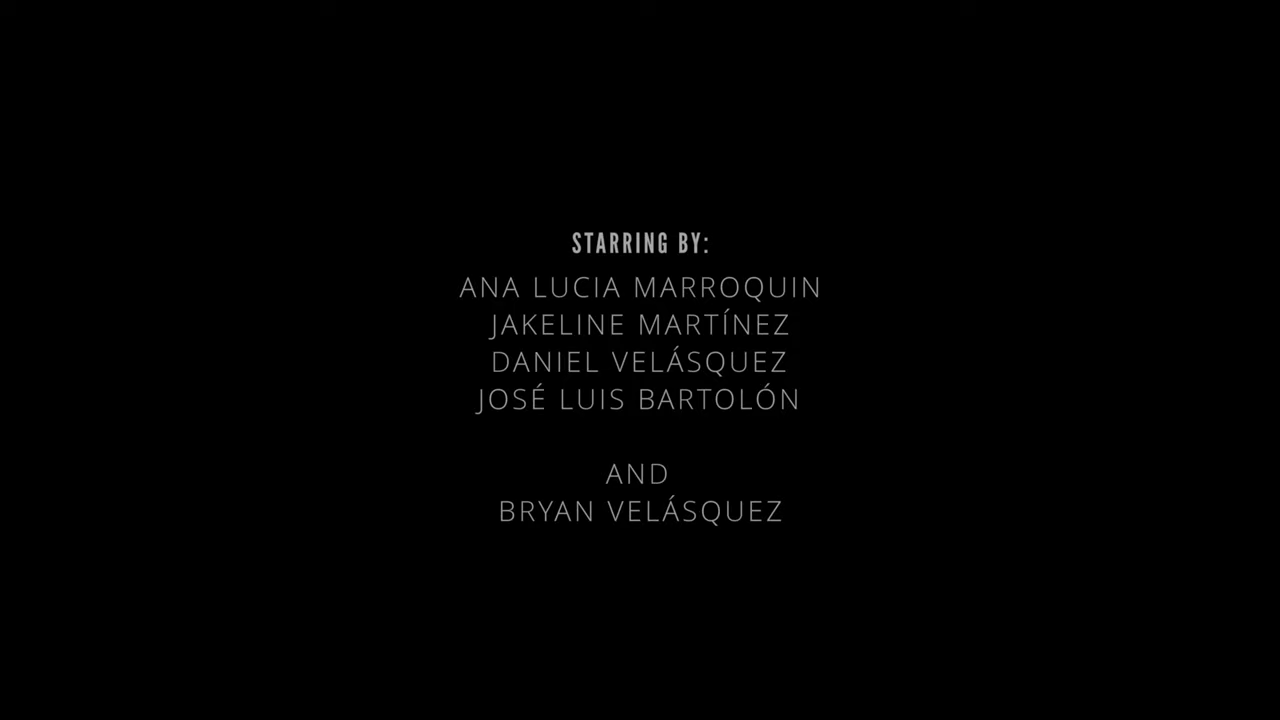 STARRING BY:
ANA LUCIA MARROQUIN
JAKELINE MARTÍNEZ
DANIEL VELÁSQUEZ
JOSÉ LUIS BARTOLÓN
AND
BRYAN VELÁSQUEZ